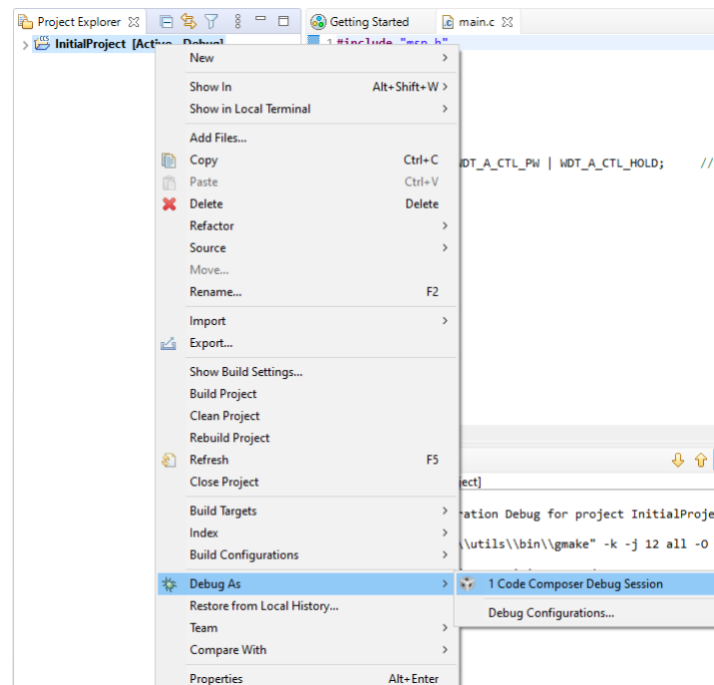 Project Explorer
Getting Started
main.c
InitialProject [Active - Debug]
1 #include "msp.h"
New
Show In Alt+Shift+W >
Show in Local Terminal
Add Files...
Copy Ctrl+C
WDT_A_CTL_PW | WDT_A_CTL_HOLD; //
Paste Ctrl+V
Delete Delete
Refactor
Source
Move...
Rename... F2
Import
Export...
Show Build Settings...
Build Project
Clean Project
Rebuild Project
Refresh F5
Close Project
ject]
Build Targets
ration Debug for project InitialProje
Index
\\utils\\bin\\gmake" -k -j 12 all -O
Build Configurations
Debug As
1 Code Composer Debug Session
Restore from Local History...
Debug Configurations...
Team
Compare With
Properties Alt+Enter